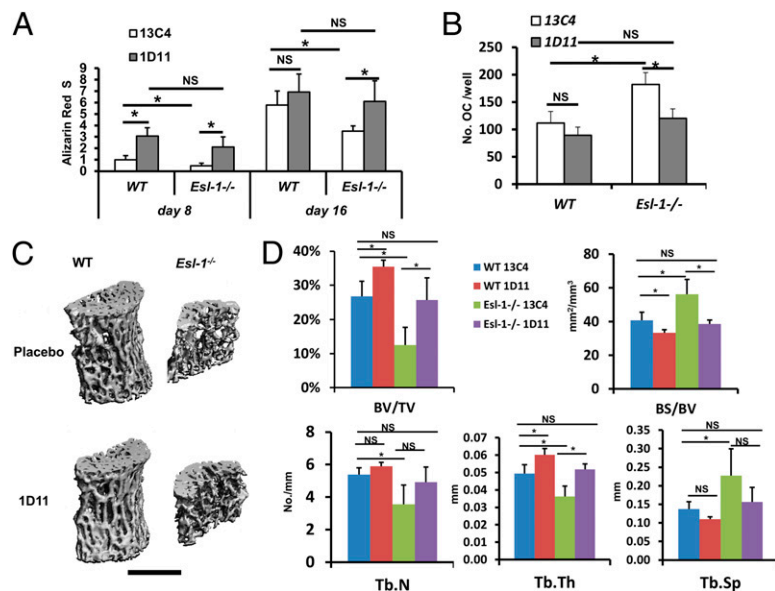 A
13C4
1D11
Alizarin Red S
9
8
7
6
5
4
3
2
1
0
*
*
*
NS
NS
*
*
NS
WT
Esl-1-/-
WT
Esl-1-/-
day 8
day 16
B
13C4
1D11
No. OC /well
250
200
150
100
50
0
NS
NS
*
*
WT
Esl-1-/-
C
WT
Esl-1-/-
Placebo
1D11
D
40%
30%
20%
10%
0%
NS
*
*
*
*
BV/TV
WT 13C4
WT 1D11
Esl-1-/- 13C4
Esl-1-/- 1D11
mm2/mm3
80
60
40
20
0
NS
*
*
*
BS/BV
No./mm
8
6
4
2
0
NS
NS
NS
*
Tb.N
mm
0.07
0.06
0.05
0.04
0.03
0.02
0.01
0.00
NS
*
*
*
Tb.Th
mm
0.35
0.30
0.25
0.20
0.15
0.10
0.05
0.00
NS
*
NS
NS
Tb.Sp